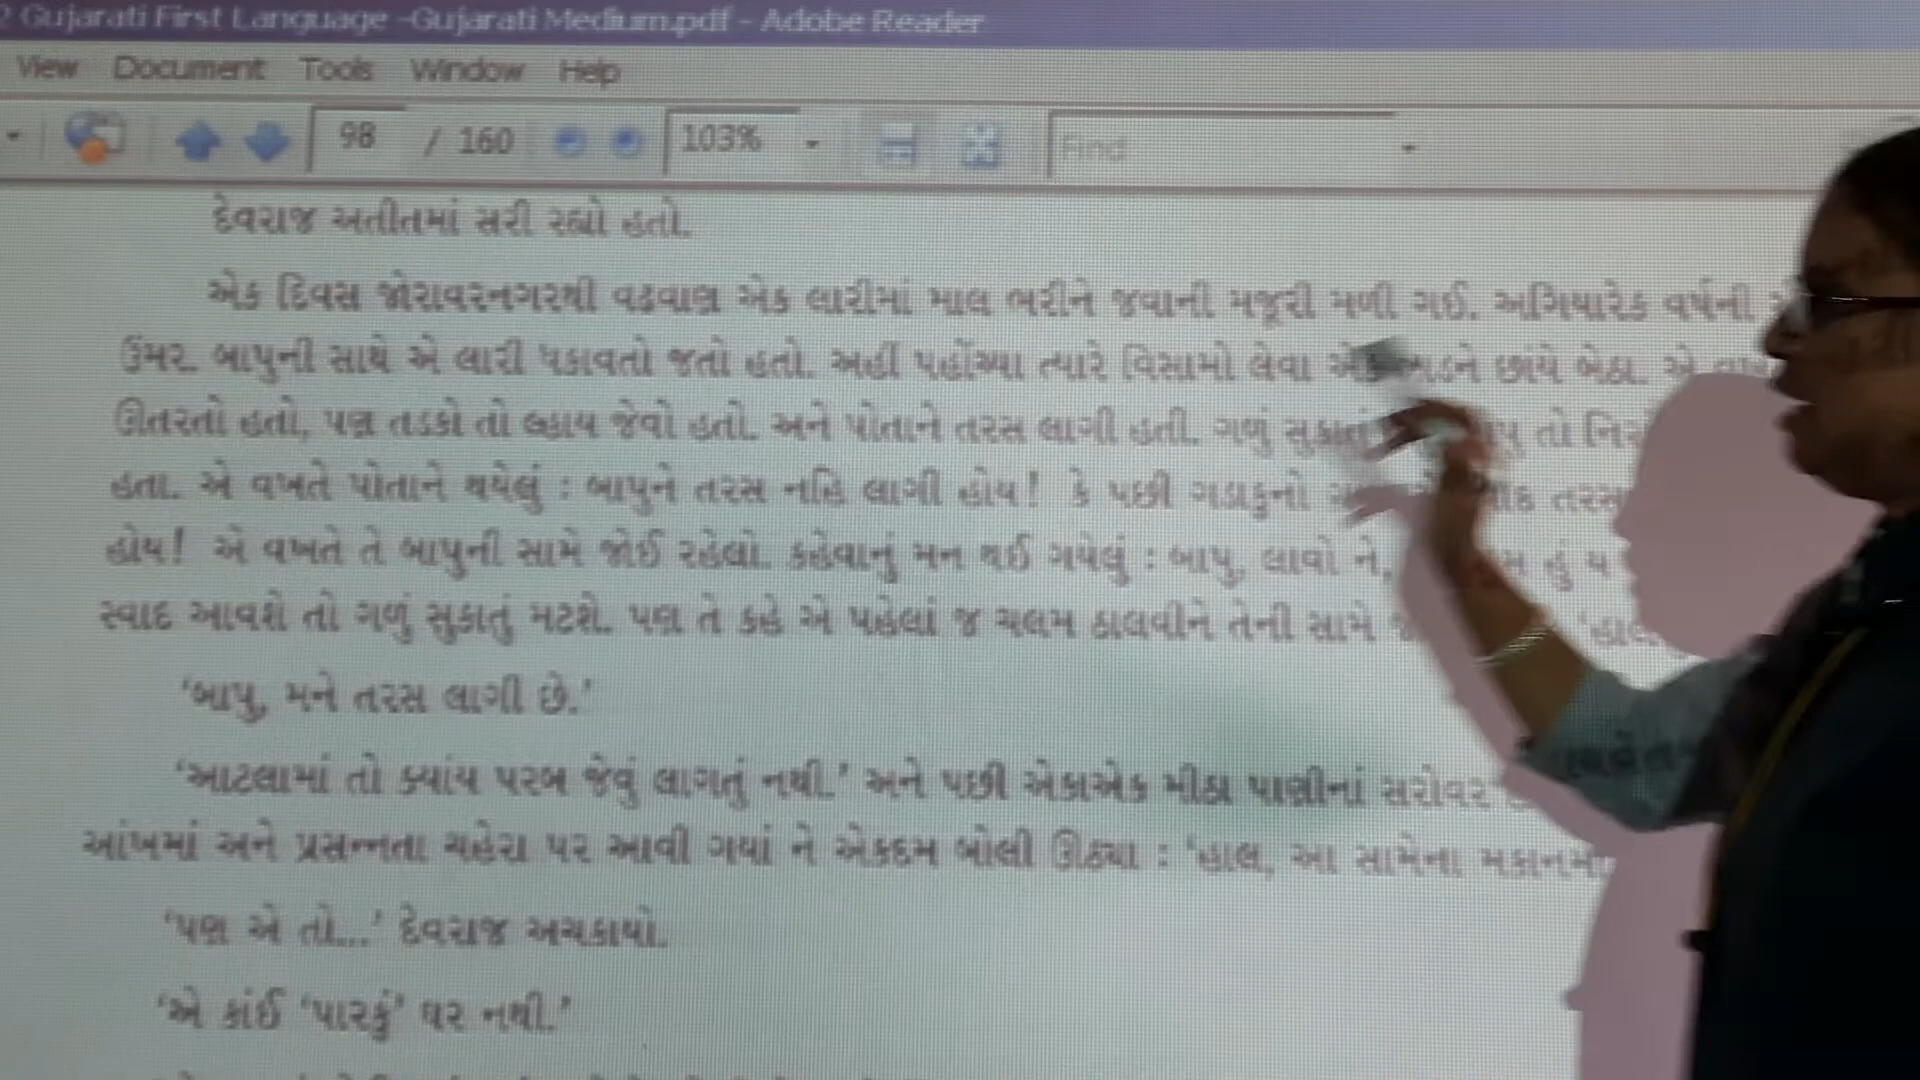 Gujarati First Language -Gujarati Medium.pdf - Adobe Reader
View Document Tools Window Help
98 / 160 103% Find
દેવરાજ અતીતમાં સરી રહ્યો હતો.
એક દિવસ જોરાવરનગરથી વઢવાણ એક લારીમાં માલ ભરીને જવાની મજૂરી મળી ગઈ. અગિયારેક વર્ષની
ઉંમર. બાપુની સાથે એ લારી ધકાવતો જતો હતો. અહીં પહોંચ્યા ત્યારે વિસામો લેવા એક ઝાડને છાંયે બેઠા. એ
ઊતરતો હતો, પણ તડકો તો લ્હાય જેવો હતો. અને પોતાને તરસ લાગી હતી. ગળું સુકાતું તો
હતા. એ વખતે પોતાને થયેલું : બાપુને તરસ નહિ લાગી હોય! કે પછી ગડાકુનો
હોય! એ વખતે તે બાપુની સામે જોઈ રહેલો. કહેવાનું મન થઈ ગયેલું : બાપુ, લાવો ને, હું
સ્વાદ આવશે તો ગળું સુકાતું મટશે. પણ તે કહે એ પહેલાં જ ચલમ ઠાલવીને તેની સામે
‘બાપુ, મને તરસ લાગી છે.’
‘આટલામાં તો ક્યાંય પરબ જેવું લાગતું નથી.’ અને પછી એકાએક મીઠા પાણીનાં સરોવર
આંખમાં અને પ્રસન્નતા ચહેરા પર આવી ગયાં ને એકદમ બોલી ઊઠ્યા : ‘હાલ, આ સામેના મકાનમાં
‘પણ એ તો...’ દેવરાજ અચકાયો.
‘એ કાંઈ ‘પારકું’ ઘર નથી.’